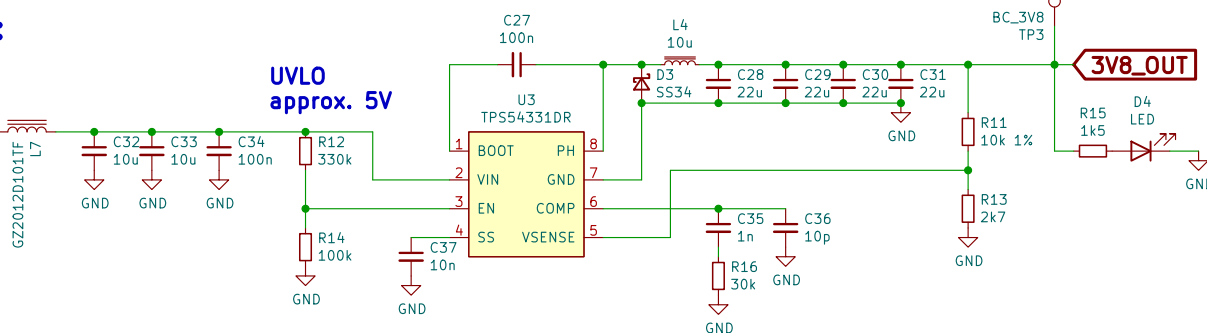 :
BC_3V8
TP3
C27
100n
L4
10u
3V8_OUT
UVLO
approx. 5V
D3
SS34
C28
22u
C29
22u
C30
22u
C31
22u
GND
U3
TPS54331DR
R15
1k5
D4
LED
GND
R11
10k 1%
GZ2012D101TF
L7
C32
10u
C33
10u
C34
100n
R12
330k
GND
GND
GND
1
BOOT
PH
8
2
VIN
GND
7
3
EN
COMP
6
4
SS
VSENSE
5
R13
2k7
GND
R14
100k
GND
C37
10n
GND
C35
1n
C36
10p
GND
R16
30k
GND